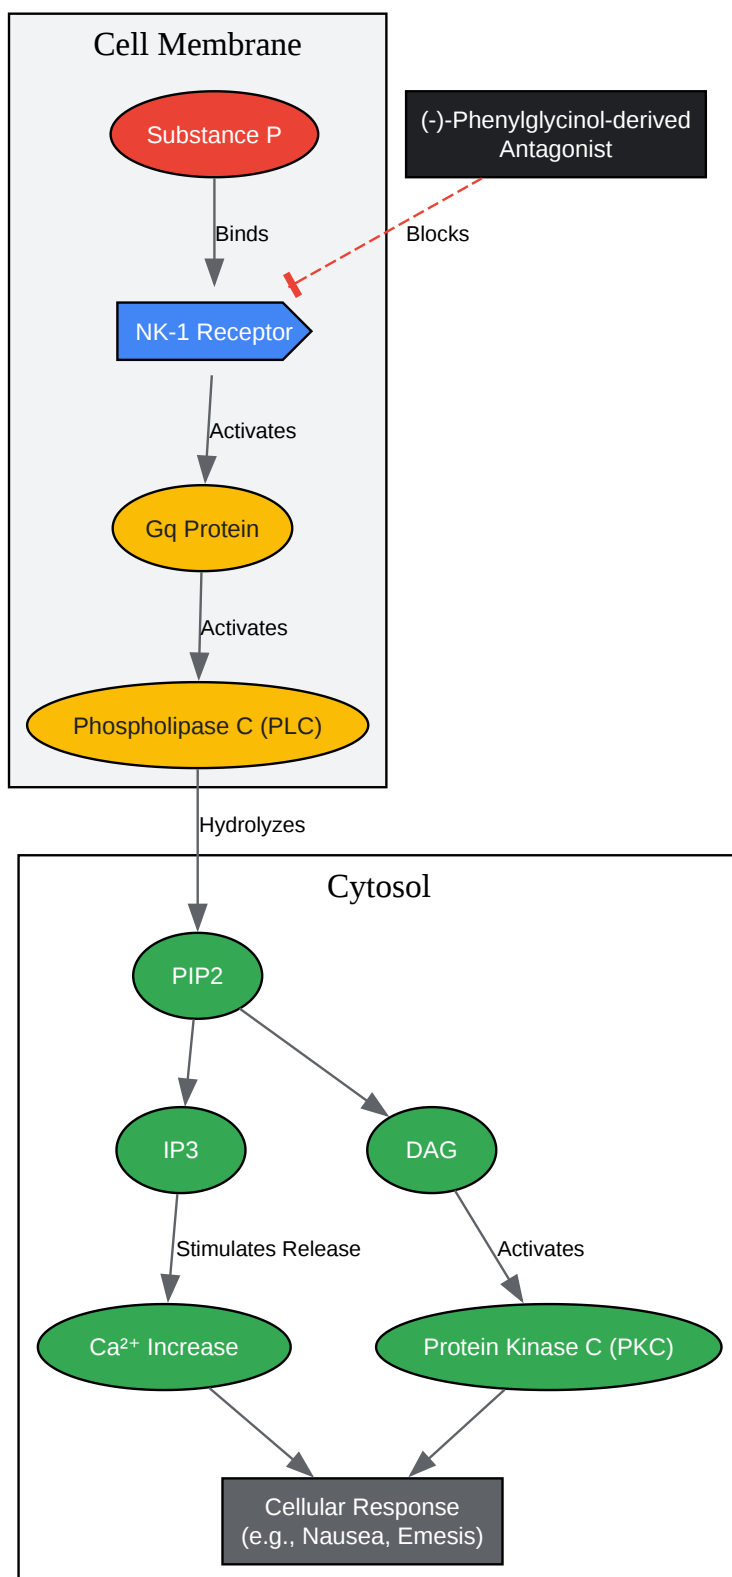 Cell Membrane
Substance P
(-)-Phenylglycinol-derived
Antagonist
Binds
Blocks
NK-1 Receptor
Activates
Gq Protein
Activates
Phospholipase C (PLC)
Hydrolyzes
Cytosol
PIP2
IP3
DAG
Stimulates Release
Activates
Ca²⁺ Increase
Protein Kinase C (PKC)
Cellular Response
(e.g., Nausea, Emesis)